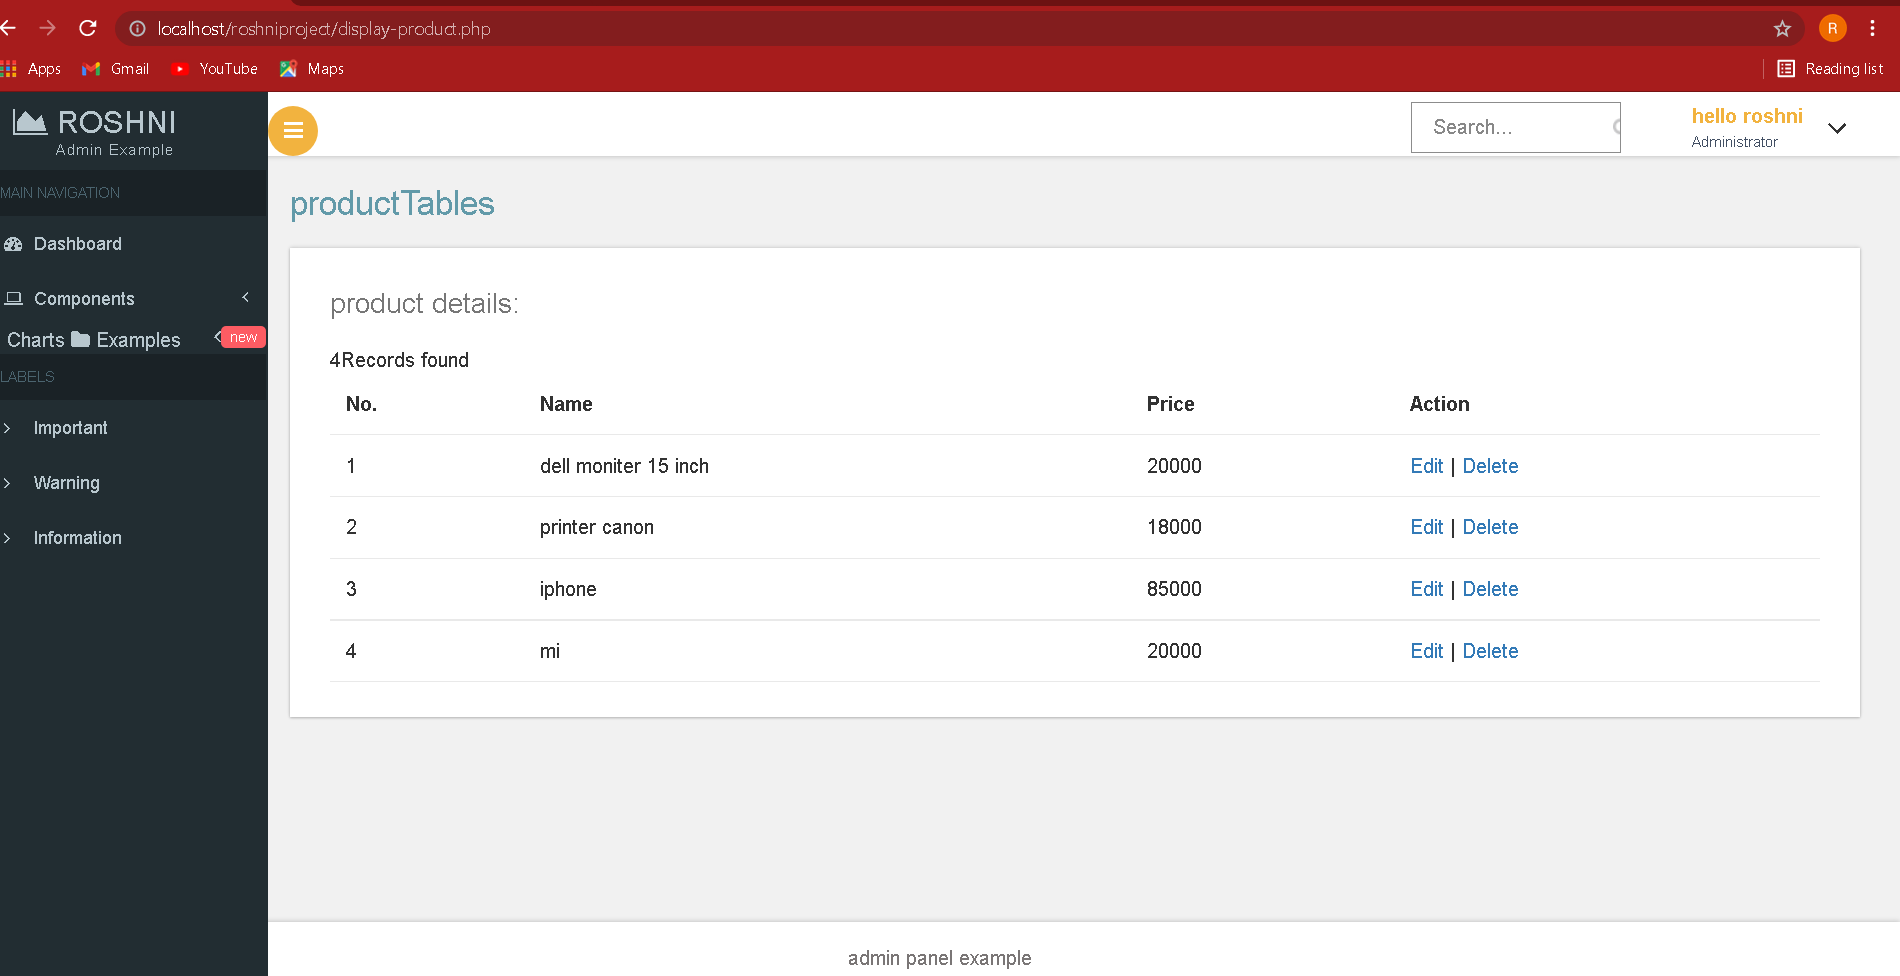 localhost/roshniproject/display-product.php
R
Apps Gmail YouTube Maps Reading list
ROSHNI
Admin Example
MAIN NAVIGATION
Dashboard
Components
Charts Examples new
LABELS
Important
Warning
Information
Search...
hello roshni
Administrator
productTables
product details:
4Records found
No. Name Price Action
1 dell moniter 15 inch 20000 Edit | Delete
2 printer canon 18000 Edit | Delete
3 iphone 85000 Edit | Delete
4 mi 20000 Edit | Delete
admin panel example